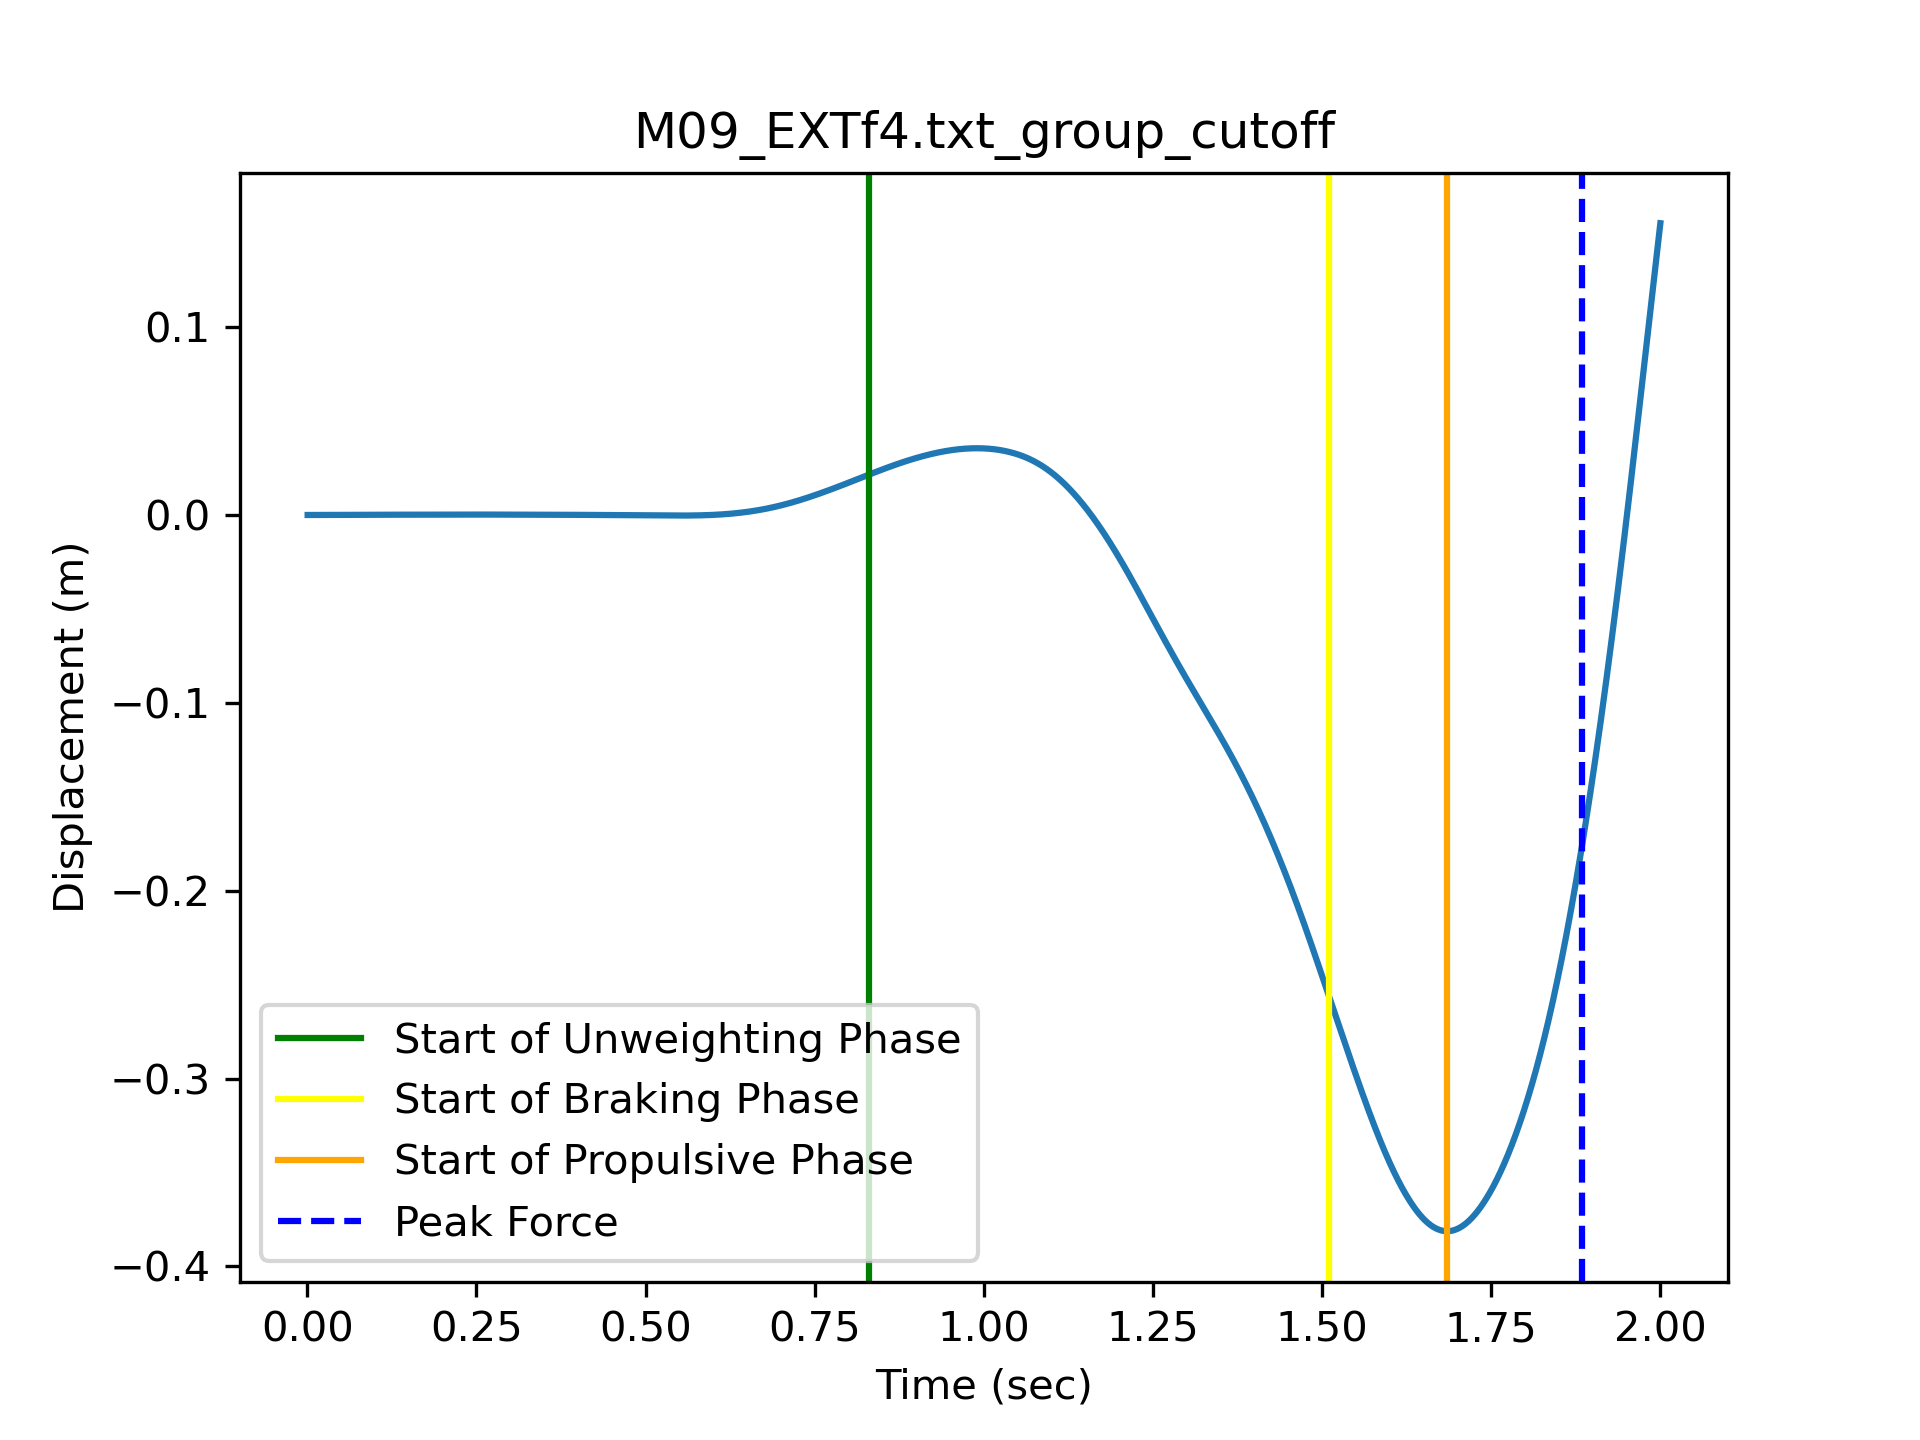 M09_EXTf4.txt_group_cutoff
Displacement (m)
0.1
0.0
−0.1
−0.2
−0.3
−0.4
Start of Unweighting Phase
Start of Braking Phase
Start of Propulsive Phase
Peak Force
0.00 0.25 0.50 0.75 1.00 1.25 1.50 1.75 2.00
Time (sec)